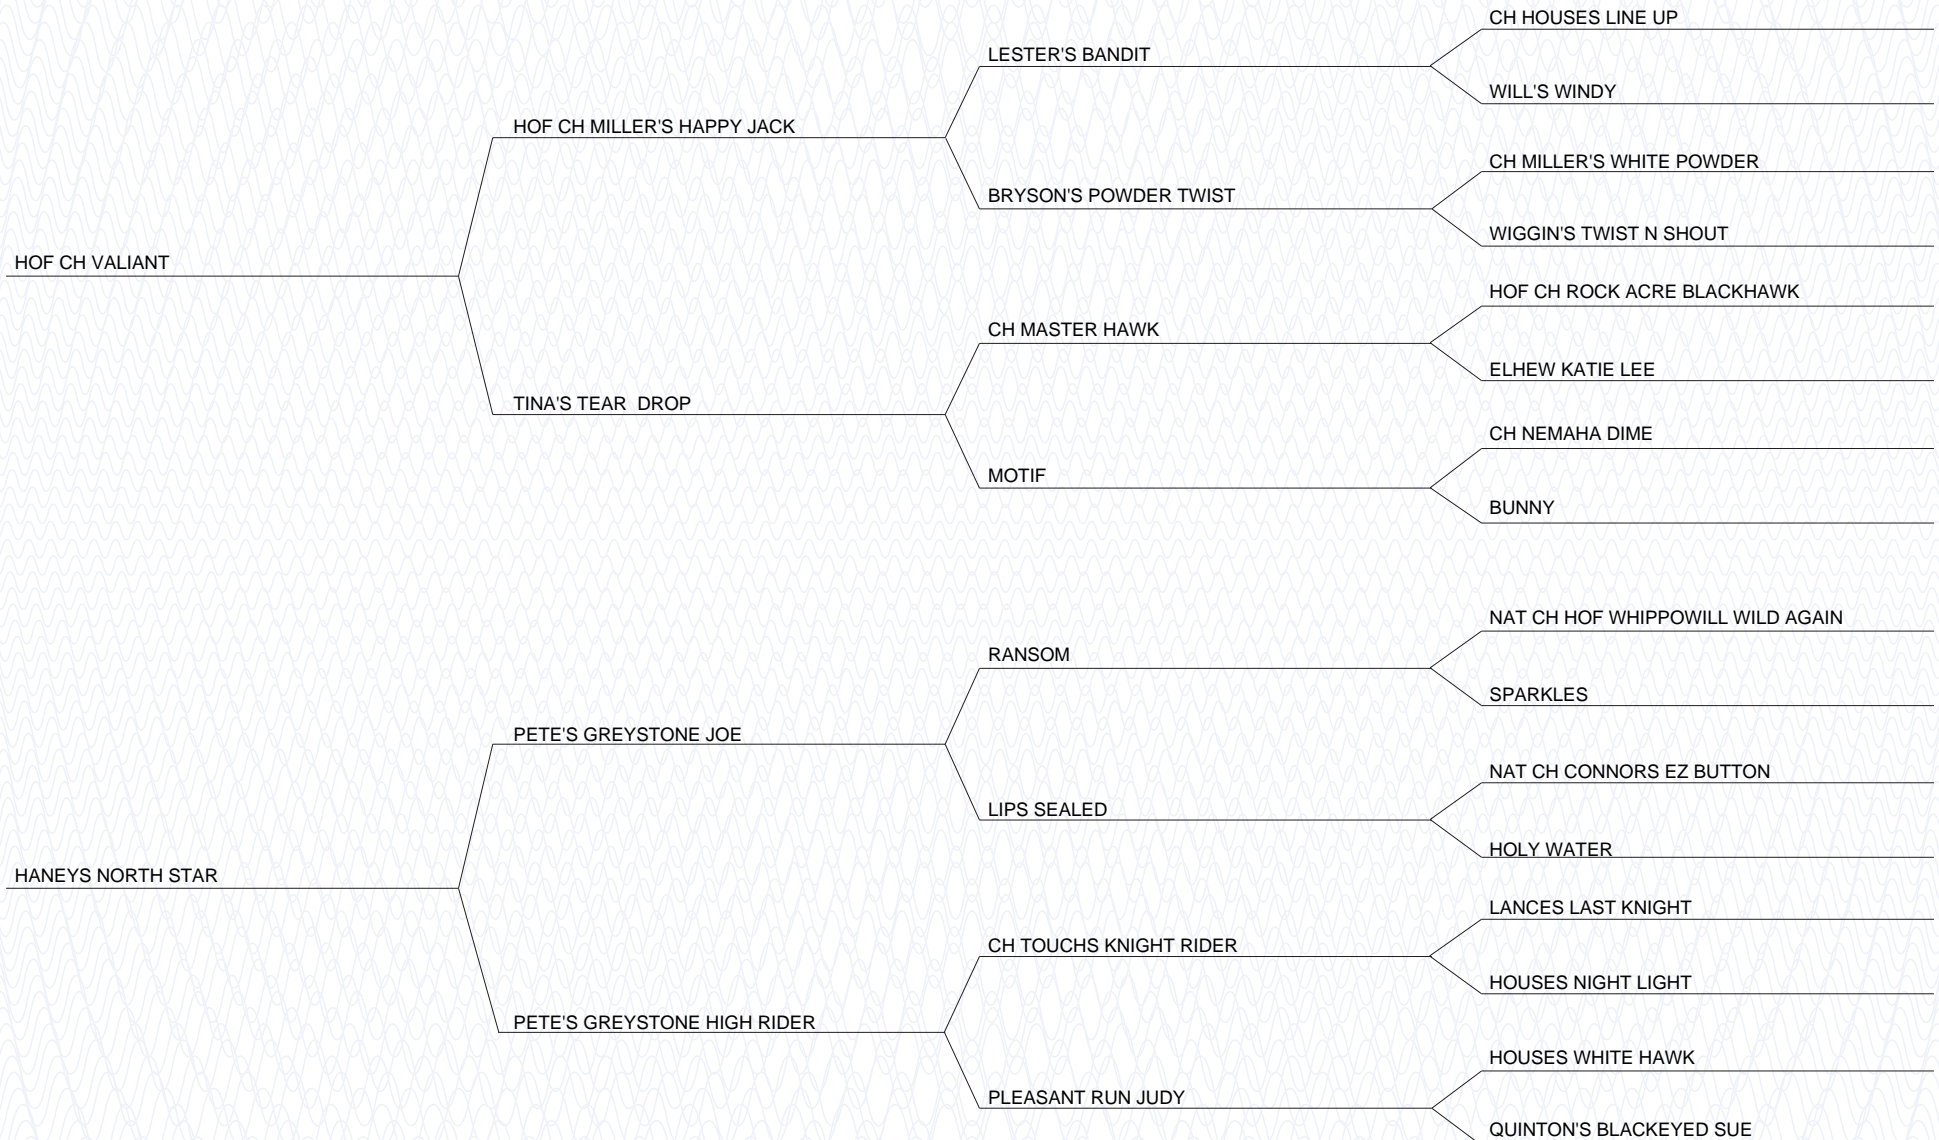 CH HOUSES LINE UP
LESTER'S BANDIT
WILL'S WINDY
HOF CH MILLER'S HAPPY JACK
CH MILLER'S WHITE POWDER
BRYSON'S POWDER TWIST
WIGGIN'S TWIST N SHOUT
HOF CH VALIANT
HOF CH ROCK ACRE BLACKHAWK
CH MASTER HAWK
ELHEW KATIE LEE
TINA'S TEAR  DROP
CH NEMAHA DIME
MOTIF
BUNNY
NAT CH HOF WHIPPOWILL WILD AGAIN
RANSOM
SPARKLES
PETE'S GREYSTONE JOE
NAT CH CONNORS EZ BUTTON
LIPS SEALED
HOLY WATER
HANEYS NORTH STAR
LANCES LAST KNIGHT
CH TOUCHS KNIGHT RIDER
HOUSES NIGHT LIGHT
PETE'S GREYSTONE HIGH RIDER
HOUSES WHITE HAWK
PLEASANT RUN JUDY
QUINTON'S BLACKEYED SUE